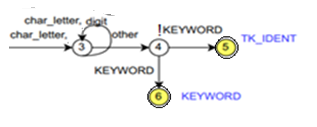 char_letter, digit
char_letter, other !KEYWORD
3 4 5 TK_IDENT
KEYWORD
6 KEYWORD